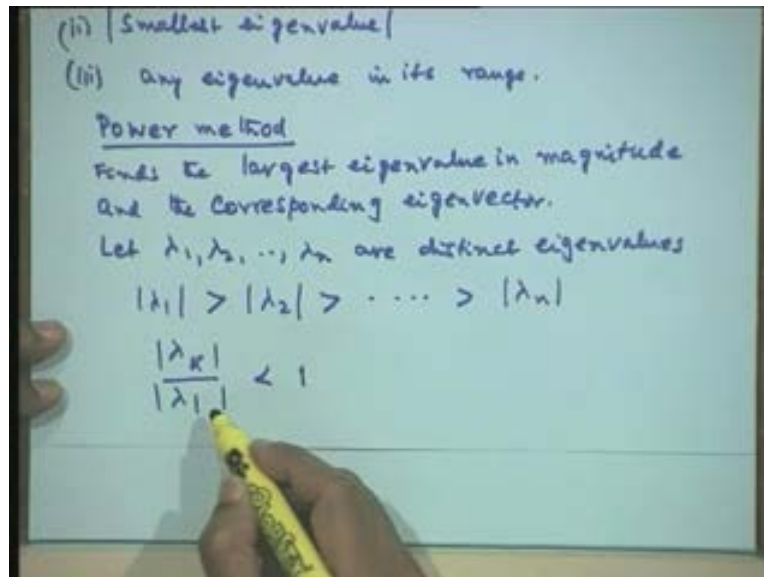 (ii) |Smallest eigenvalue|
(iii) any eigenvalue in its range.
Power method
Finds the largest eigenvalue in magnitude
and the corresponding eigenvector.
Let λ₁, λ₂, .., λₙ are distinct eigenvalues
|λ₁| > |λ₂| > . .... > |λₙ|
|λ_K| / |λ₁| < 1